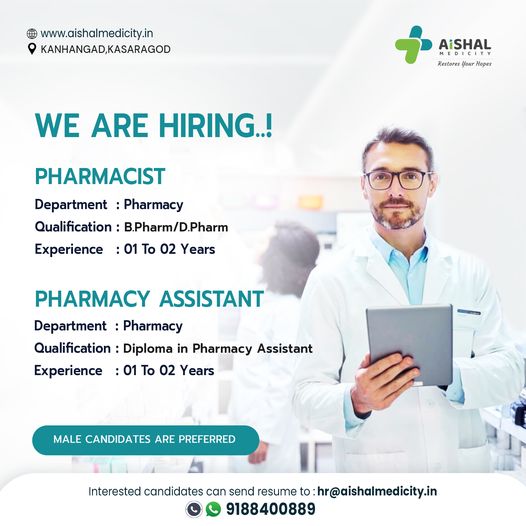 www.aishalmedicity.in
KANHANGAD,KASARAGOD
AiSHAL
MEDICITY
Restores Your Hopes
WE ARE HIRING..!
PHARMACIST
Department : Pharmacy
Qualification : B.Pharm/D.Pharm
Experience : 01 To 02 Years
PHARMACY ASSISTANT
Department : Pharmacy
Qualification : Diploma in Pharmacy Assistant
Experience : 01 To 02 Years
MALE CANDIDATES ARE PREFERRED
Interested candidates can send resume to : hr@aishalmedicity.in
9188400889